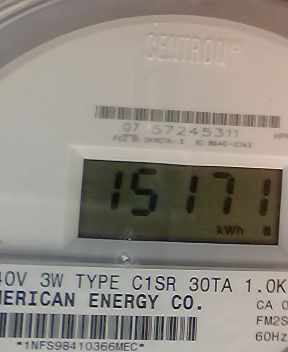 CENTRON®
07 57245311
15171
kWh
40V 3W TYPE C1SR 30TA 1.0K
MERICAN ENERGY CO.
CA 0
FM2S
60Hz
*1NFS98410366MEC*